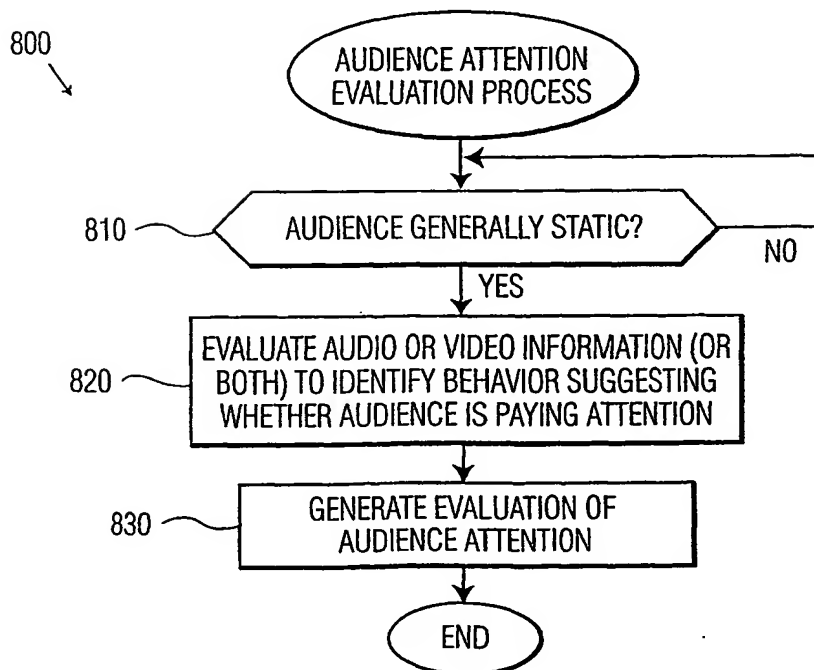 800
AUDIENCE ATTENTION
EVALUATION PROCESS
810
AUDIENCE GENERALLY STATIC?
NO
YES
820
EVALUATE AUDIO OR VIDEO INFORMATION (OR
BOTH) TO IDENTIFY BEHAVIOR SUGGESTING
WHETHER AUDIENCE IS PAYING ATTENTION
830
GENERATE EVALUATION OF
AUDIENCE ATTENTION
END